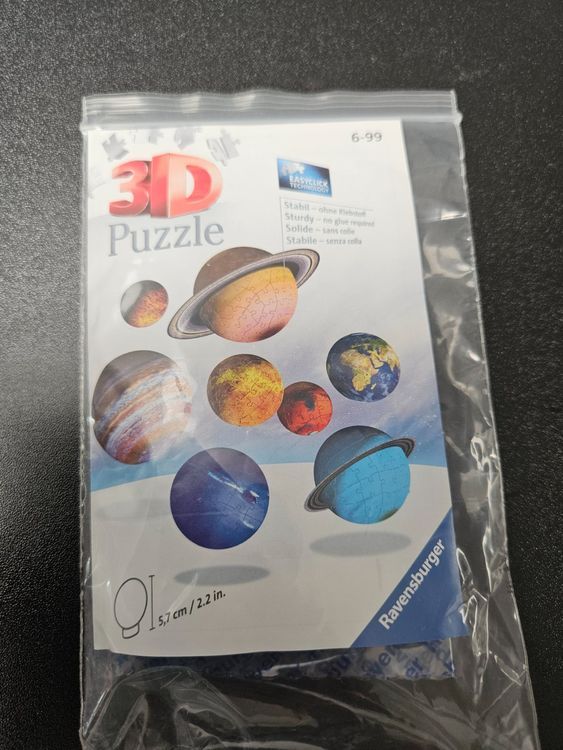 6-99
3D
Puzzle
EASYCLICK
TECHNOLOGY
Stabil – ohne Klebstoff
Sturdy – no glue required
Solide – sans colle
Stabile – senza colla
5,7 cm / 2.2 in.
Ravensburger